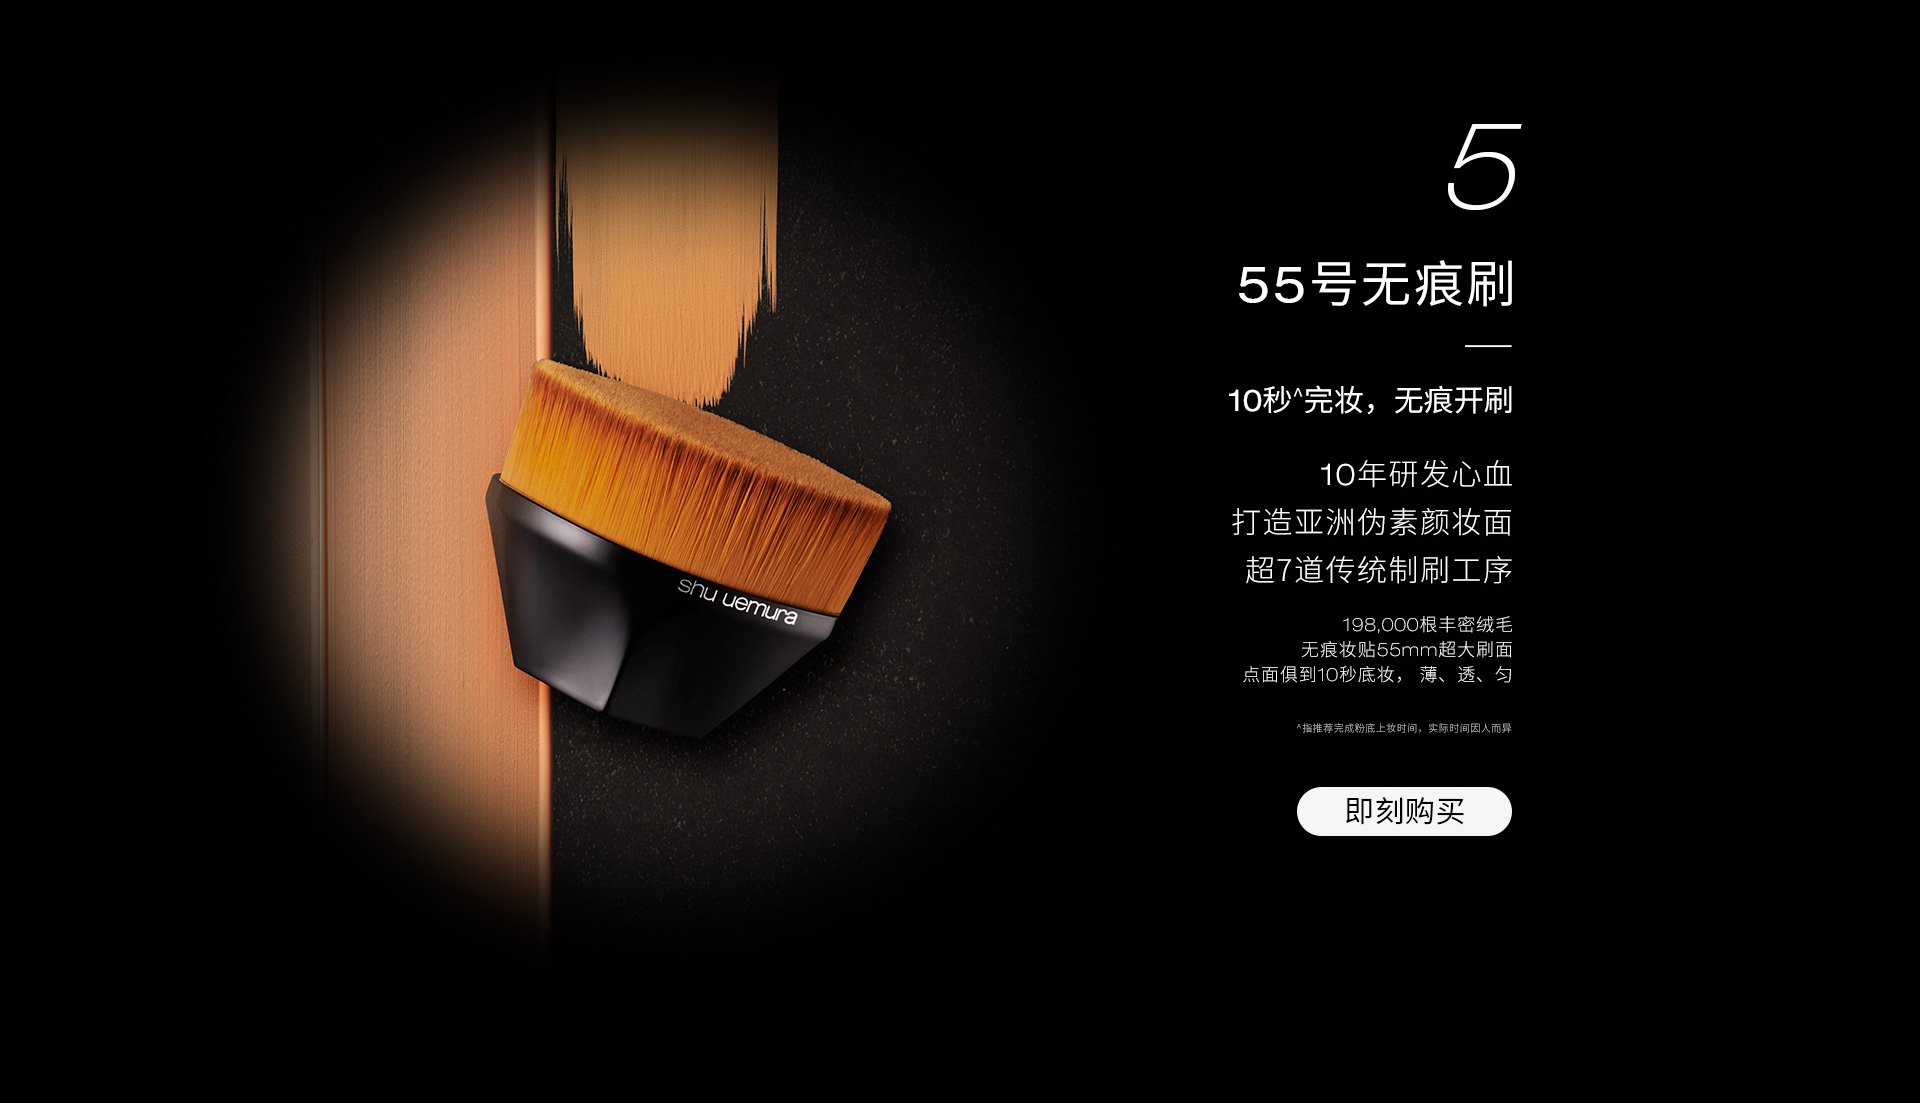 5
55号无痕刷
10秒^完妆，无痕开刷
10年研发心血
打造亚洲伪素颜妆面
超7道传统制刷工序
198,000根丰密绒毛
无痕妆贴55mm超大刷面
点面俱到10秒底妆， 薄、透、匀
^指推荐完成粉底上妆时间，实际时间因人而异
即刻购买
shu uemura